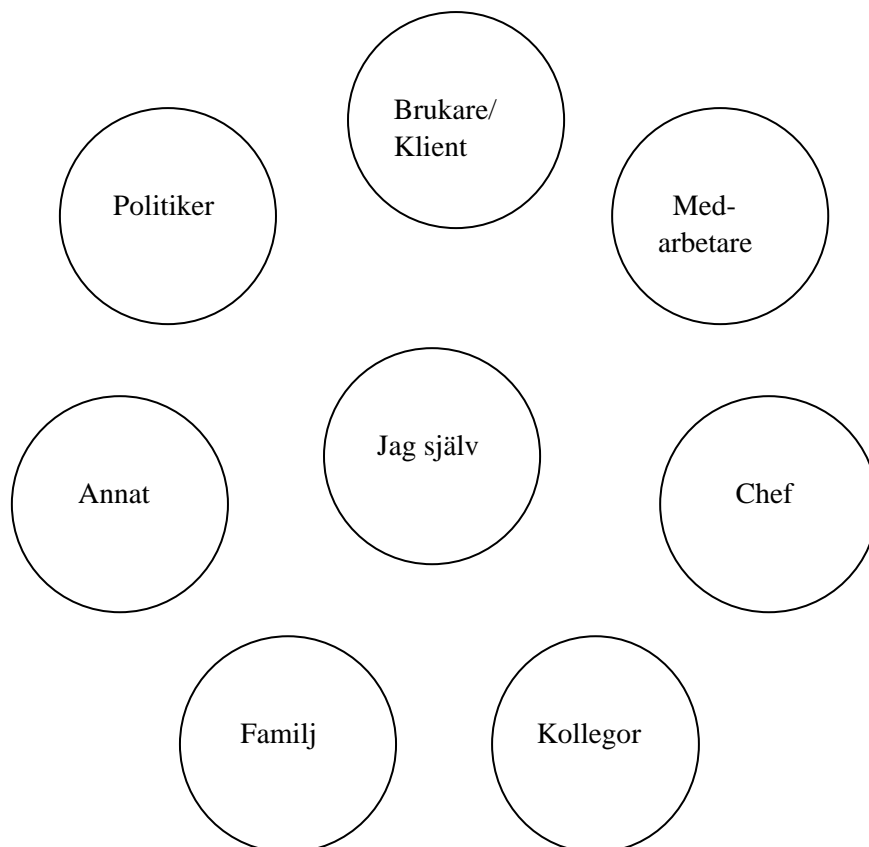 Brukare/
Klient
Politiker
Med-
arbetare
Jag själv
Annat
Chef
Familj
Kollegor